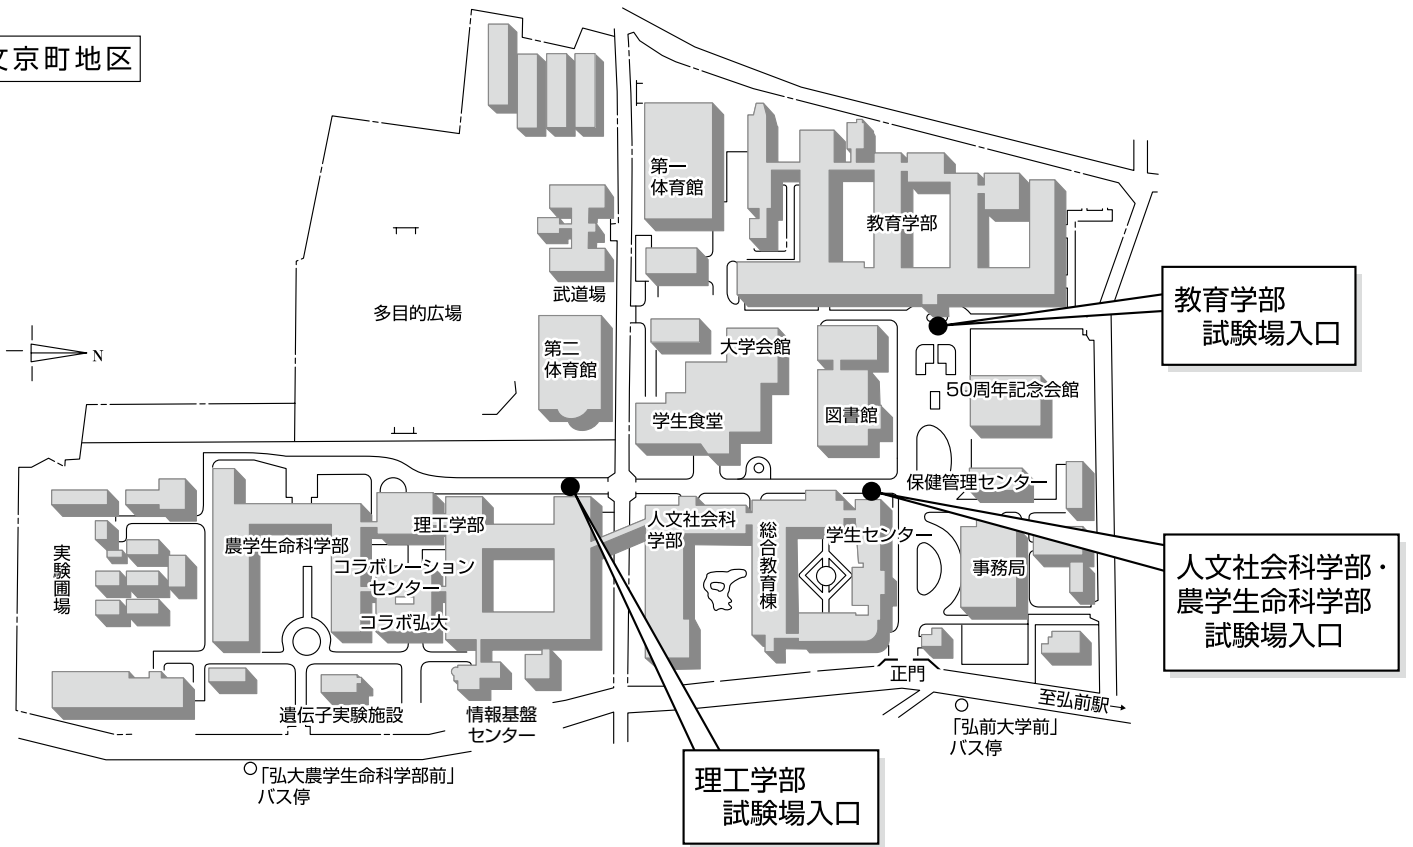 文京町地区
第一
体育館
教育学部
武道場
多目的広場
N
第二
体育館
大学会館
学生食堂
図書館
50周年記念会館
教育学部
試験場入口
保健管理センター
人文社会科
学部
総合教育棟
学生センター
事務局
理工学部
農学生命科学部
コラボレーション
センター
コラボ弘大
実験圃場
人文社会科学部・
農学生命科学部
試験場入口
正門
至弘前駅→
「弘前大学前」
バス停
遺伝子実験施設
情報基盤
センター
「弘大農学生命科学部前」
バス停
理工学部
試験場入口